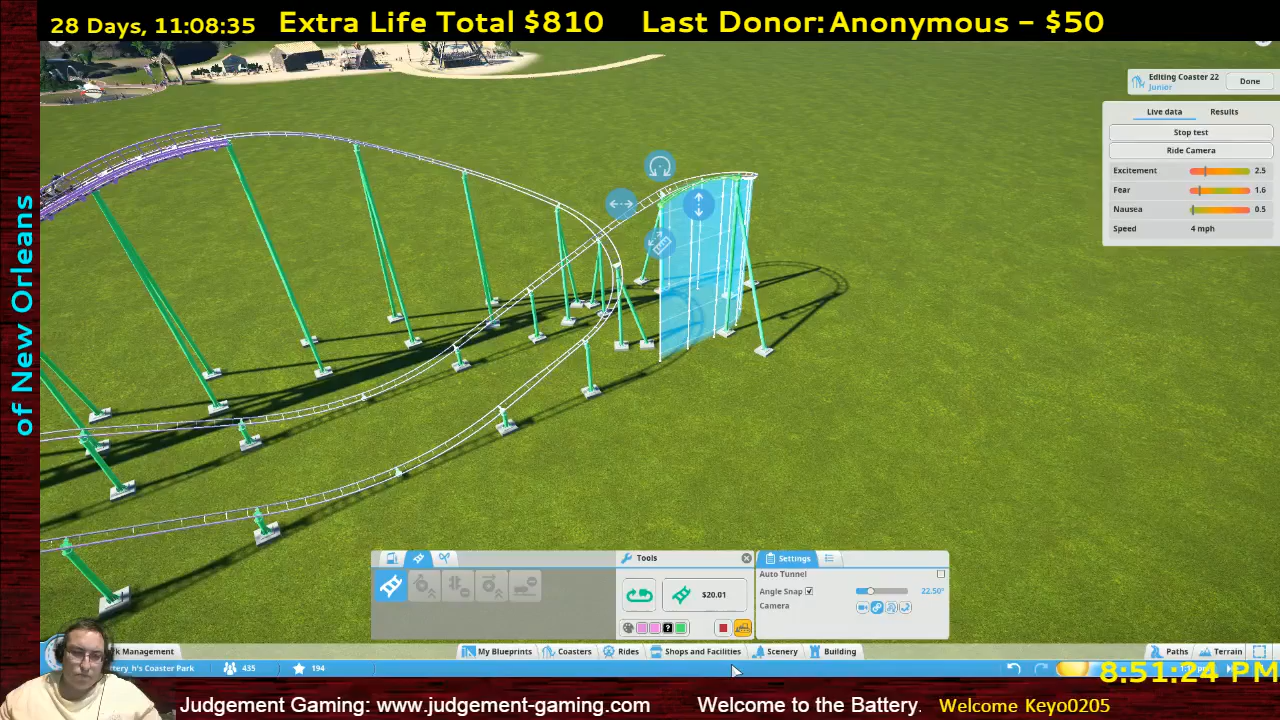 28 Days, 11:08:35 Extra Life Total $810 Last Donor: Anonymous - $50
of New Orleans
Editing Coaster 22
Junior
Done
Live data Results
Stop test
Ride Camera
Excitement 2.5
Fear 1.6
Nausea 0.5
Speed 4 mph
Tools
Settings
Auto Tunnel
Angle Snap 22.50°
Camera
$20.01
?
rk Management
My Blueprints Coasters Rides Shops and Facilities Scenery Building Paths Terrain
ttery_h's Coaster Park 435 194
8:51:24 PM
Judgement Gaming: www.judgement-gaming.com Welcome to the Battery. Welcome Keyo0205